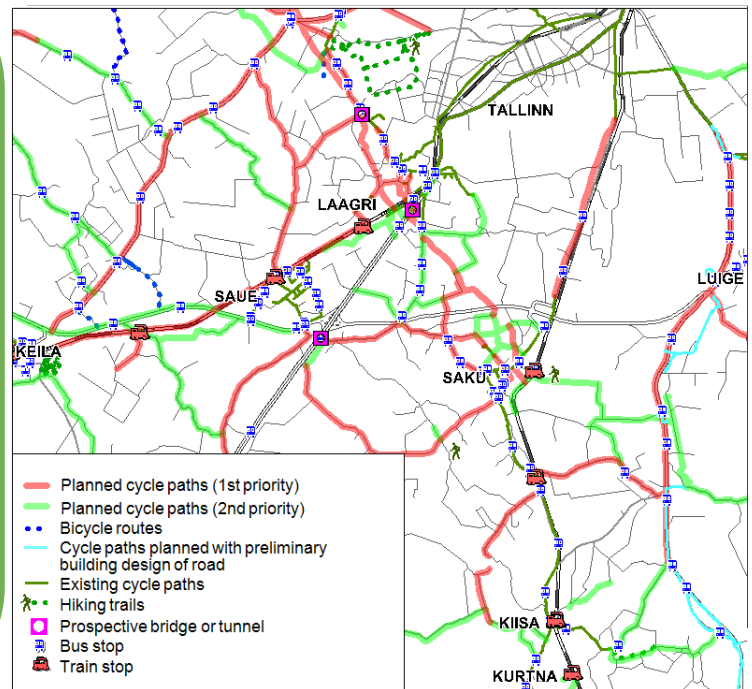 TALLINN
LAAGRI
LUIGE
SAUE
KEILA
SAKU
Planned cycle paths (1st priority)
Planned cycle paths (2nd priority)
Bicycle routes
Cycle paths planned with preliminary
building design of road
Existing cycle paths
Hiking trails
Prospective bridge or tunnel
Bus stop
Train stop
KIISA
KURTNA